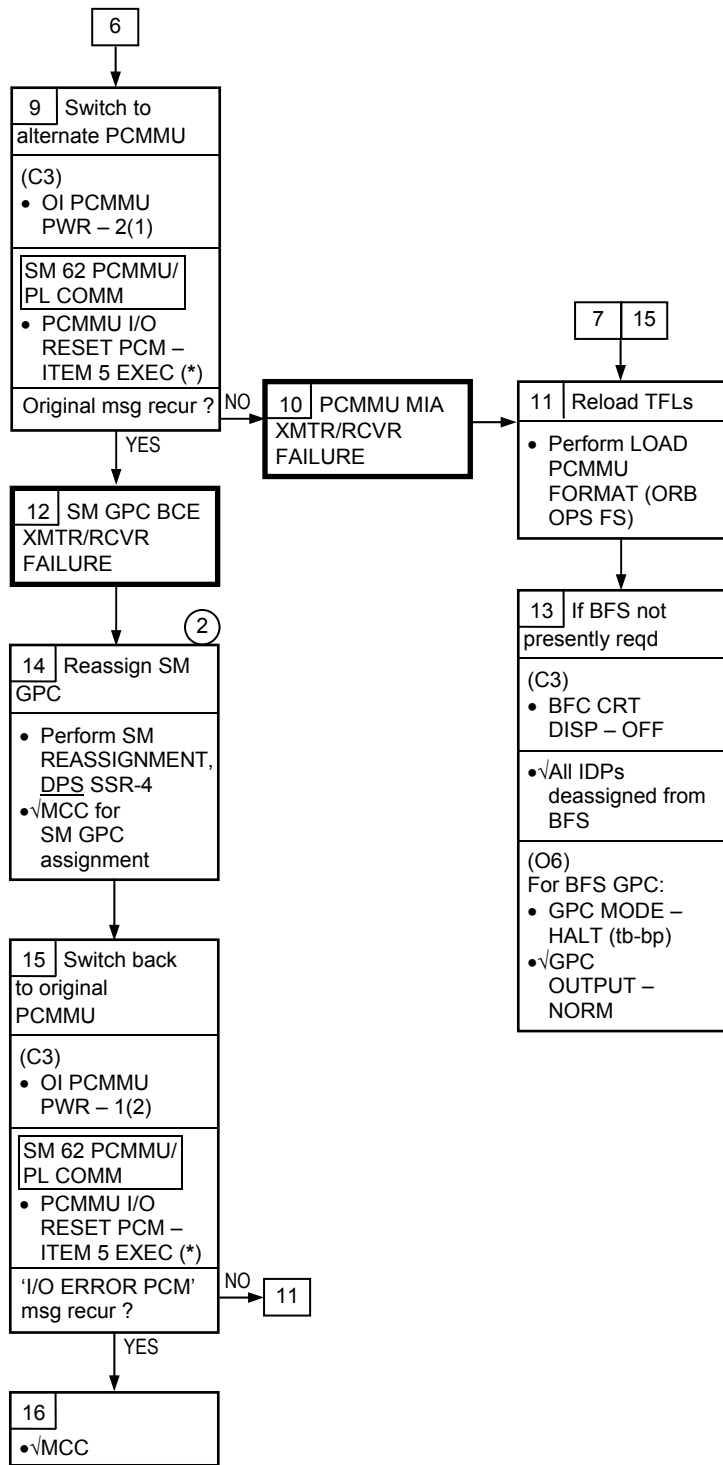 6
9 Switch to
alternate PCMMU
(C3)
• OI PCMMU
PWR – 2(1)
SM 62 PCMMU/
PL COMM
• PCMMU I/O
RESET PCM –
ITEM 5 EXEC (*)
Original msg recur ?
NO
YES
10 PCMMU MIA
XMTR/RCVR
FAILURE
7 15
11 Reload TFLs
• Perform LOAD
PCMMU
FORMAT (ORB
OPS FS)
12 SM GPC BCE
XMTR/RCVR
FAILURE
13 If BFS not
presently reqd
(C3)
• BFC CRT
DISP – OFF
•√All IDPs
deassigned from
BFS
(O6)
For BFS GPC:
• GPC MODE –
HALT (tb-bp)
•√GPC
OUTPUT –
NORM
2
14 Reassign SM
GPC
• Perform SM
REASSIGNMENT,
DPS SSR-4
•√MCC for
SM GPC
assignment
15 Switch back
to original
PCMMU
(C3)
• OI PCMMU
PWR – 1(2)
SM 62 PCMMU/
PL COMM
• PCMMU I/O
RESET PCM –
ITEM 5 EXEC (*)
‘I/O ERROR PCM’
msg recur ?
NO
11
YES
16
•√MCC